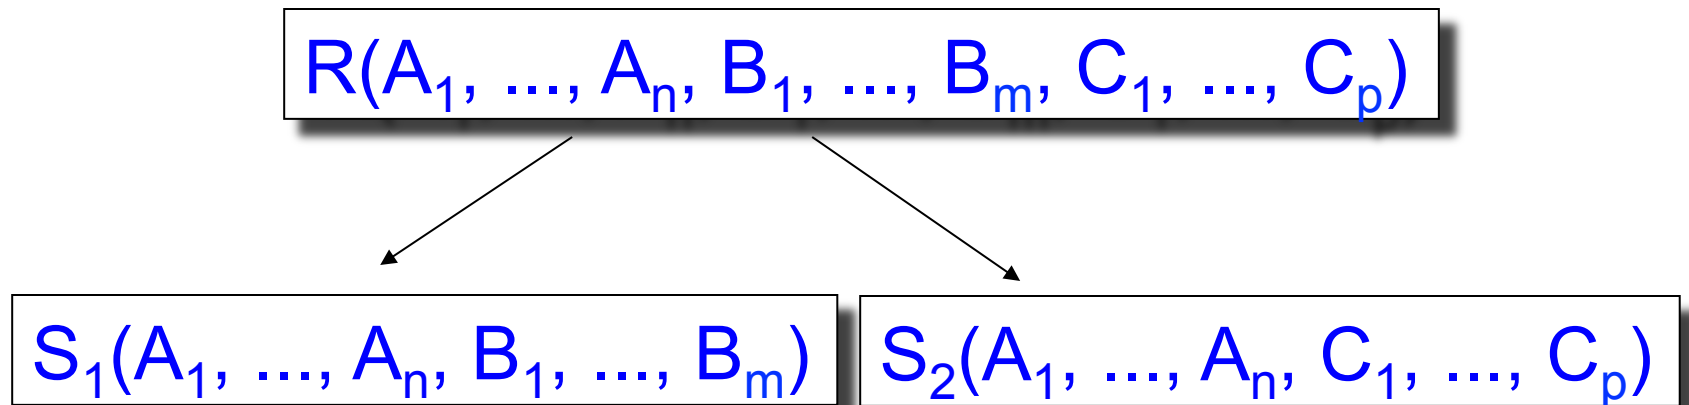 R(A₁, ..., Aₙ, B₁, ..., Bₘ, C₁, ..., Cₚ)
S₁(A₁, ..., Aₙ, B₁, ..., Bₘ)
S₂(A₁, ..., Aₙ, C₁, ..., Cₚ)